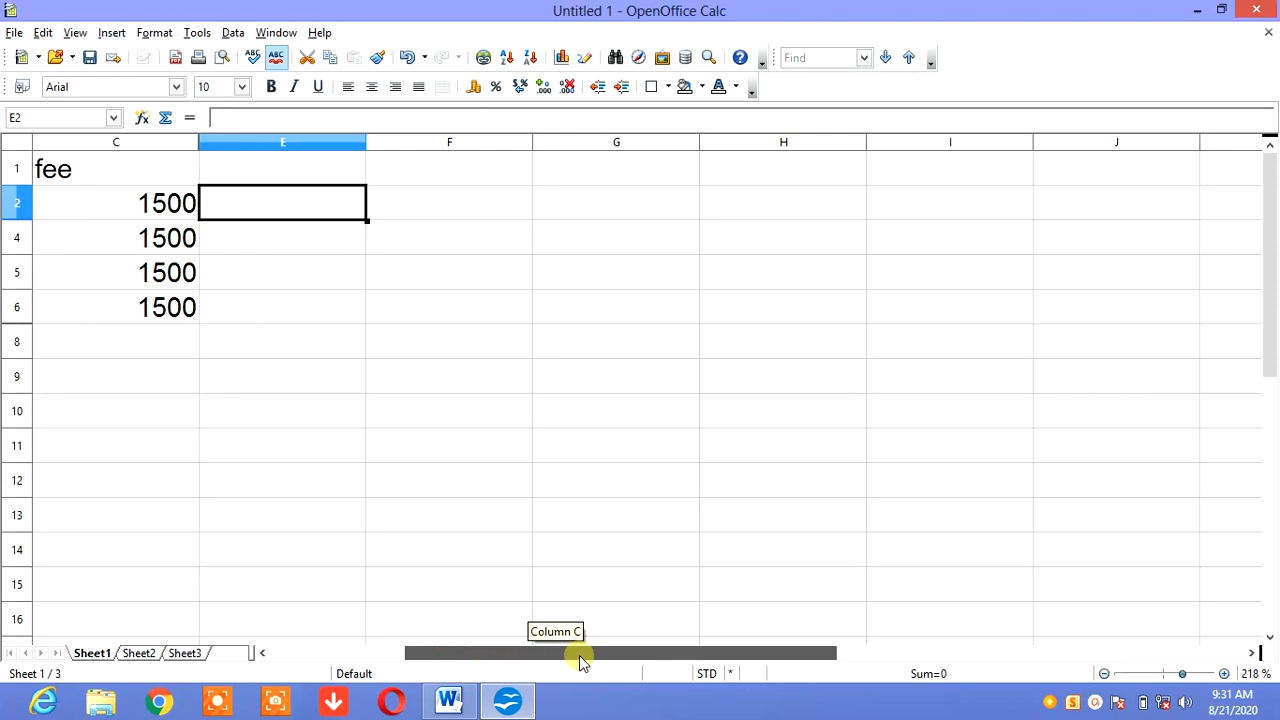 Untitled 1 - OpenOffice Calc
File Edit View Insert Format Tools Data Window Help
ABC ABC Find
Arial 10 B I U
E2
C E F G H I J
1 fee
2 1500
4 1500
5 1500
6 1500
8
9
10
11
12
13
14
15
16
Column C
Sheet1 Sheet2 Sheet3
Sheet 1 / 3 Default STD * Sum=0 218 %
9:31 AM
8/21/2020